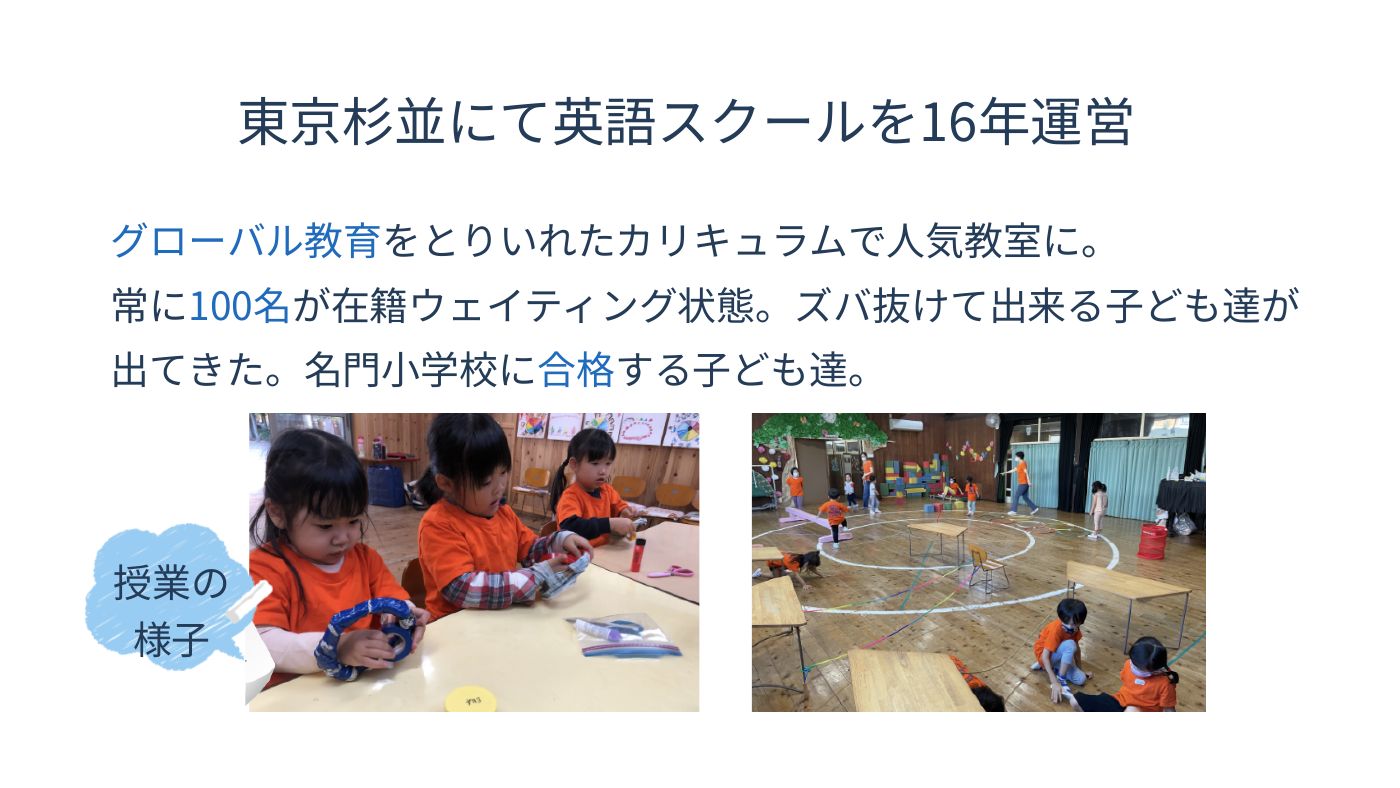 東京杉並にて英語スクールを16年運営
グローバル教育をとりいれたカリキュラムで人気教室に。
常に100名が在籍ウェイティング状態。ズバ抜けて出来る子ども達が
出てきた。名門小学校に合格する子ども達。
授業の
様子